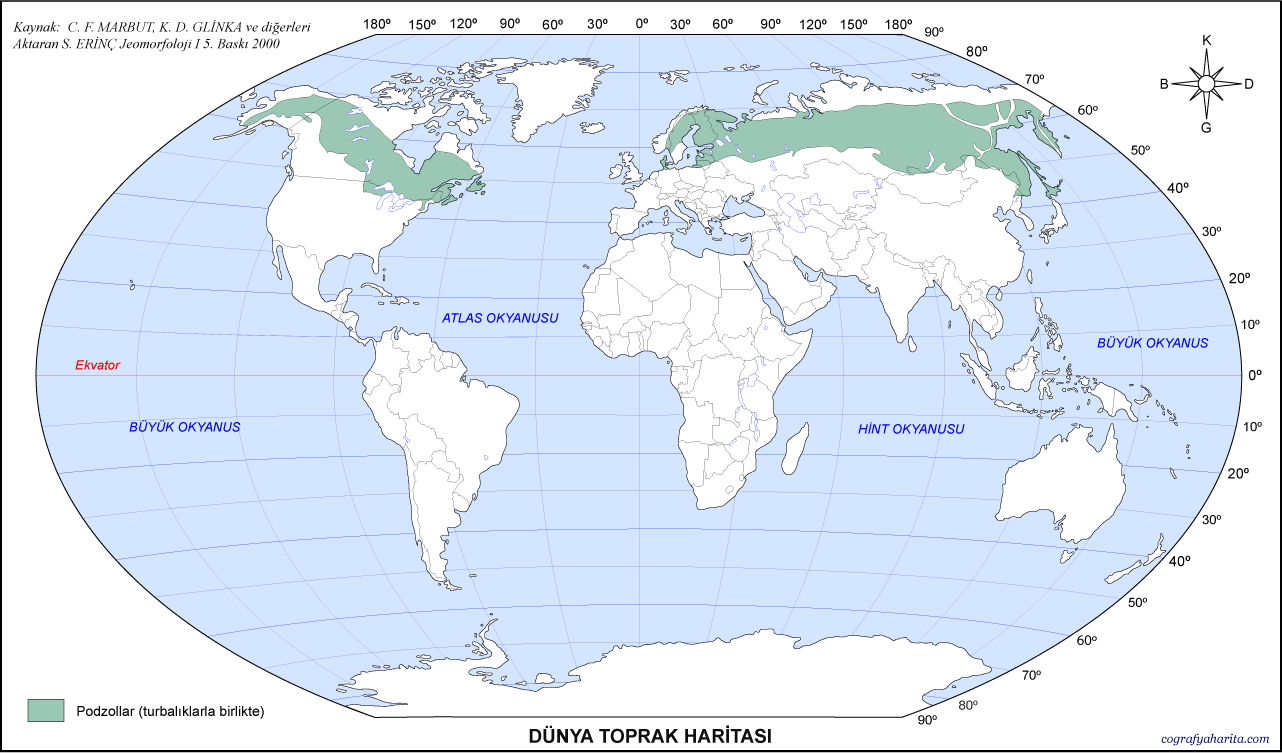 Kaynak: C. F. MARBUT, K. D. GLİNKA ve diğerleri
Aktaran S. ERİNÇ Jeomorfoloji I 5. Baskı 2000
180º 150º 120º 90º 60º 30º 0º 30º 60º 90º 120º 150º 180º
90º
80º
70º
60º
50º
40º
30º
20º
10º
0º
10º
20º
30º
40º
50º
60º
70º
80º
90º
K
B D
G
ATLAS OKYANUSU
BÜYÜK OKYANUS
Ekvator
BÜYÜK OKYANUS
HİNT OKYANUSU
Podzollar (turbalıklarla birlikte)
DÜNYA TOPRAK HARİTASI
cografyaharita.com